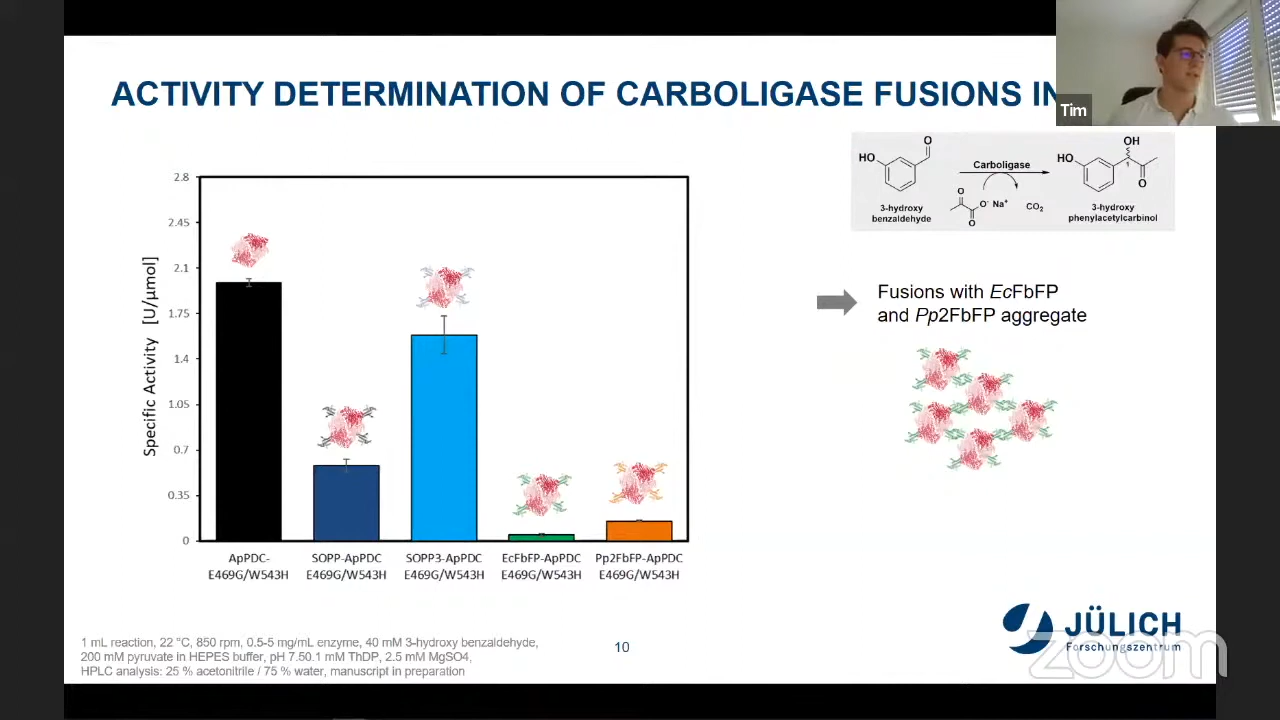 ACTIVITY DETERMINATION OF CARBOLIGASE FUSIONS IN
Tim
HO
O
Carboligase
O
O⁻ Na⁺
O
CO₂
3-hydroxy
benzaldehyde
OH
HO
1
O
3-hydroxy
phenylacetylcarbinol
Specific Activity [U/µmol]
2.8
2.45
2.1
1.75
1.4
1.05
0.7
0.35
0
ApPDC-
E469G/W543H
SOPP-ApPDC
E469G/W543H
SOPP3-ApPDC
E469G/W543H
EcFbFP-ApPDC
E469G/W543H
Pp2FbFP-ApPDC
E469G/W543H
Fusions with EcFbFP
and Pp2FbFP aggregate
1 mL reaction, 22 °C, 850 rpm, 0.5-5 mg/mL enzyme, 40 mM 3-hydroxy benzaldehyde,
200 mM pyruvate in HEPES buffer, pH 7.50.1 mM ThDP, 2.5 mM MgSO4,
HPLC analysis: 25 % acetonitrile / 75 % water, manuscript in preparation
10
JÜLICH
Forschungszentrum
zoom